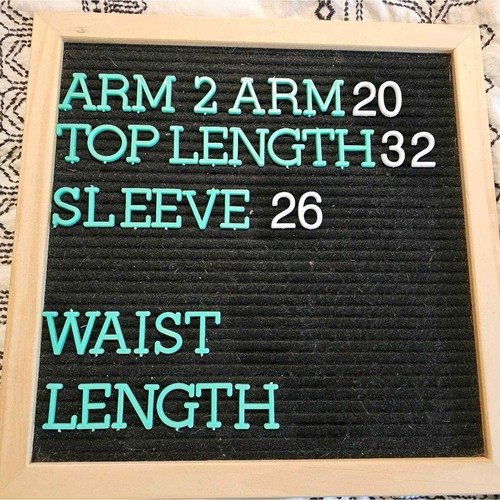 ARM 2 ARM 20
TOP LENGTH 32
SLEEVE 26
WAIST
LENGTH